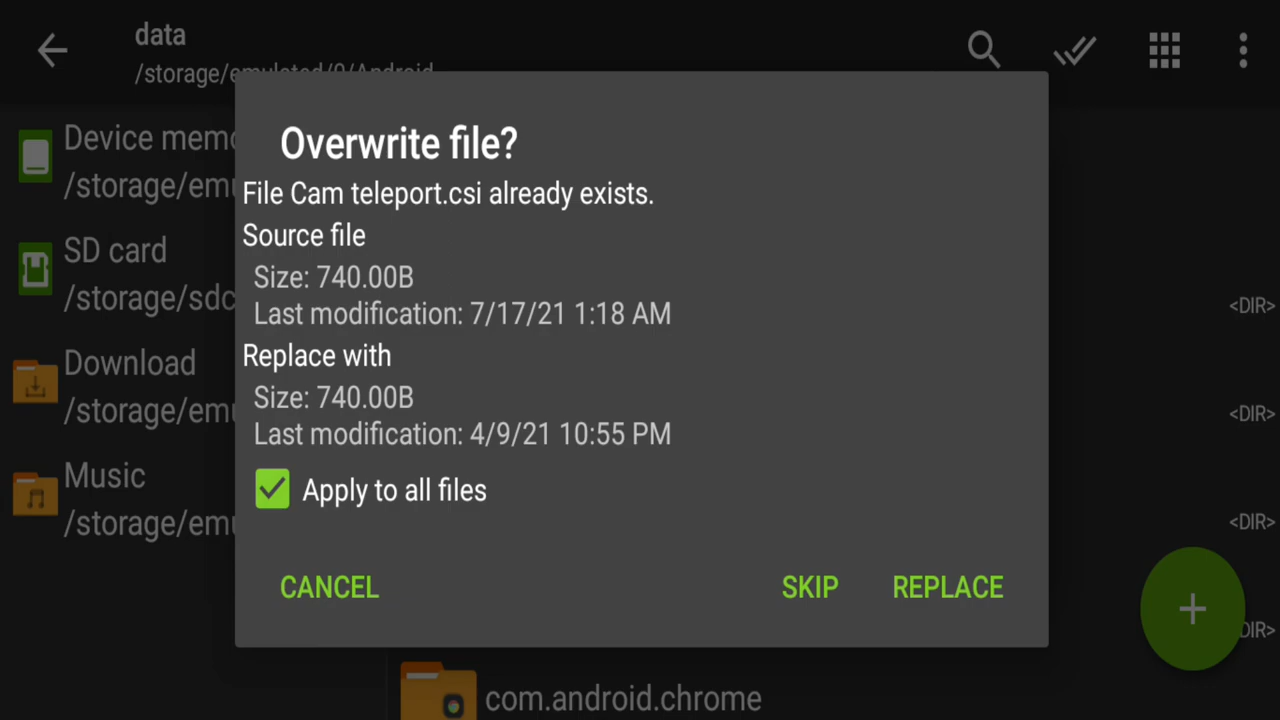 data
/storage/emulated/0/Android
Device memo
/storage/emu
SD card
/storage/sdc
Download
/storage/emu
Music
/storage/emu
Overwrite file?
File Cam teleport.csi already exists.
Source file
Size: 740.00B
Last modification: 7/17/21 1:18 AM
Replace with
Size: 740.00B
Last modification: 4/9/21 10:55 PM
Apply to all files
CANCEL
SKIP
REPLACE
<DIR>
<DIR>
<DIR>
DIR>
com.android.chrome